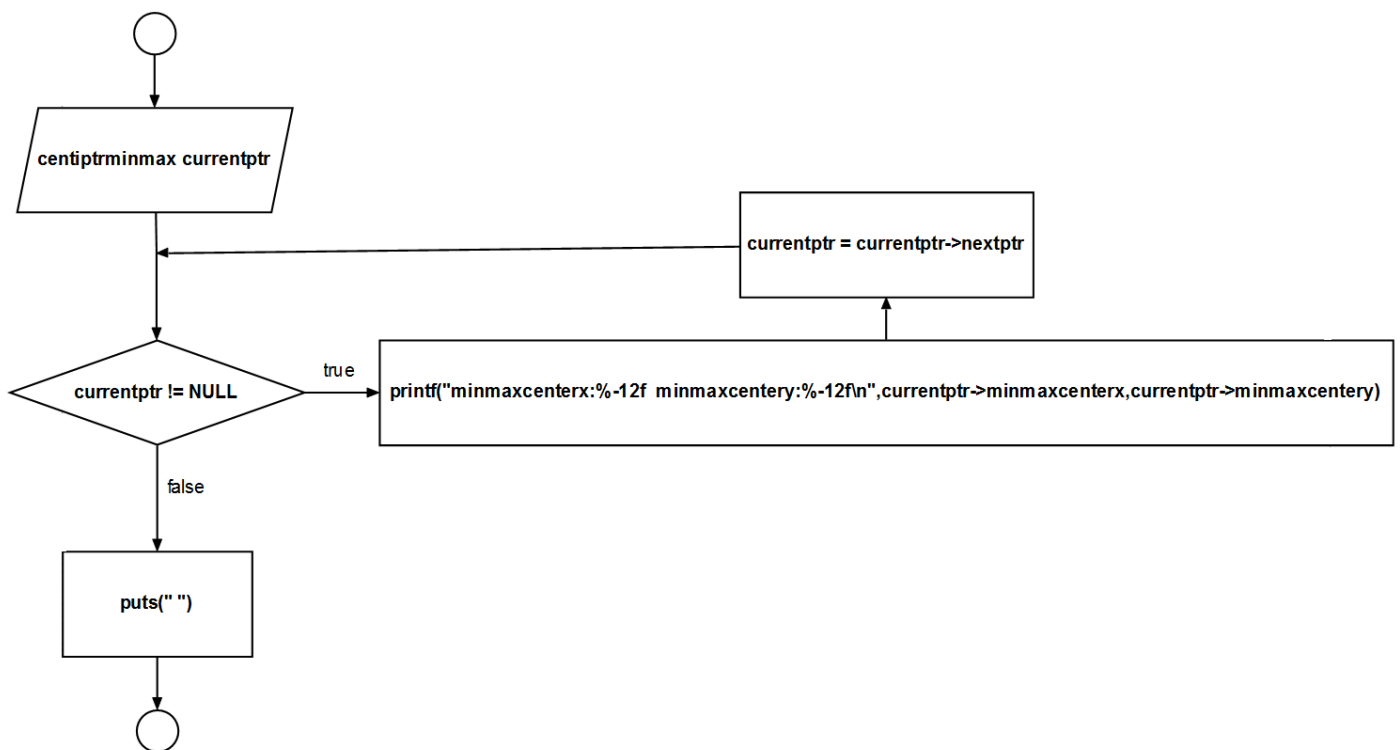 centiptrminmax currentptr
currentptr = currentptr->nextptr
currentptr != NULL
true
printf("minmaxcenterx:%-12f  minmaxcentery:%-12f\n",currentptr->minmaxcenterx,currentptr->minmaxcentery)
false
puts(" ")